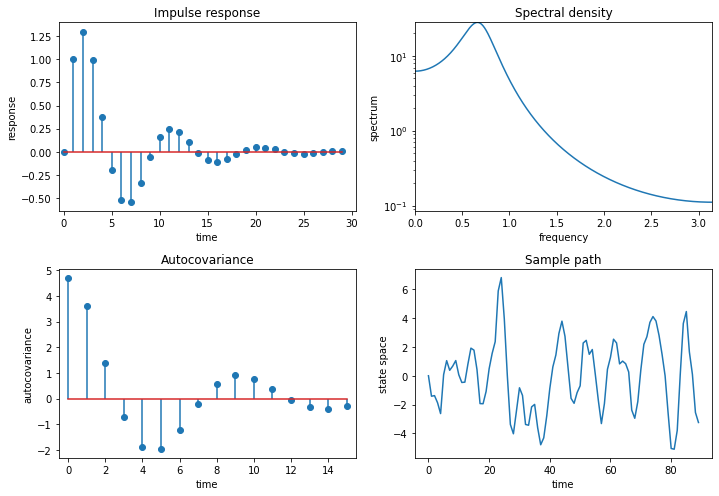 Impulse response
1.25
1.00
0.75
0.50
0.25
0.00
−0.25
−0.50
response
0 5 10 15 20 25 30
time
Spectral density
10¹
10⁰
10⁻¹
spectrum
0.0 0.5 1.0 1.5 2.0 2.5 3.0
frequency
Autocovariance
5
4
3
2
1
0
−1
−2
autocovariance
0 2 4 6 8 10 12 14
time
Sample path
6
4
2
0
−2
−4
state space
0 20 40 60 80
time